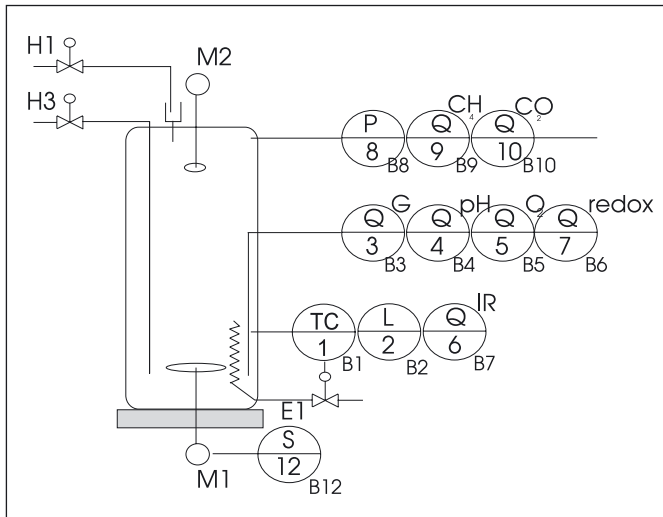 H1
M2
H3
CH4 CO2
P Q Q
8 9 10
B8 B9 B10
G pH O2 redox
Q Q Q Q
3 4 5 7
B3 B4 B5 B6
IR
TC L Q
1 2 6
B1 B2 B7
E1
S
12
M1
B12